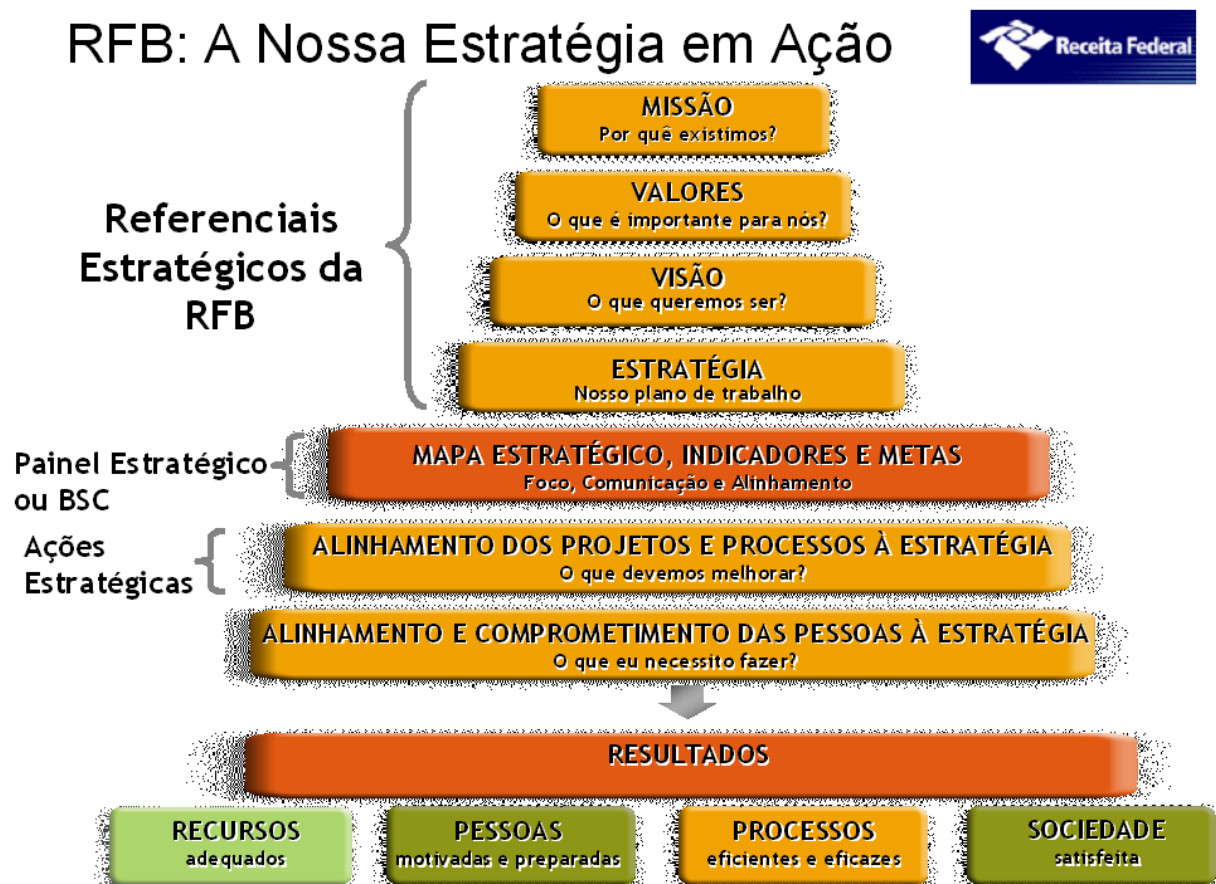 RFB: A Nossa Estratégia em Ação
Receita Federal
MISSÃO
Por quê existimos?
VALORES
O que é importante para nós?
Referenciais
Estratégicos da
RFB
VISÃO
O que queremos ser?
ESTRATÉGIA
Nosso plano de trabalho
Painel Estratégico
ou BSC
MAPA ESTRATÉGICO, INDICADORES E METAS
Foco, Comunicação e Alinhamento
Ações
Estratégicas
ALINHAMENTO DOS PROJETOS E PROCESSOS À ESTRATÉGIA
O que devemos melhorar?
ALINHAMENTO E COMPROMETIMENTO DAS PESSOAS À ESTRATÉGIA
O que eu necessito fazer?
RESULTADOS
RECURSOS
adequados
PESSOAS
motivadas e preparadas
PROCESSOS
eficientes e eficazes
SOCIEDADE
satisfeita